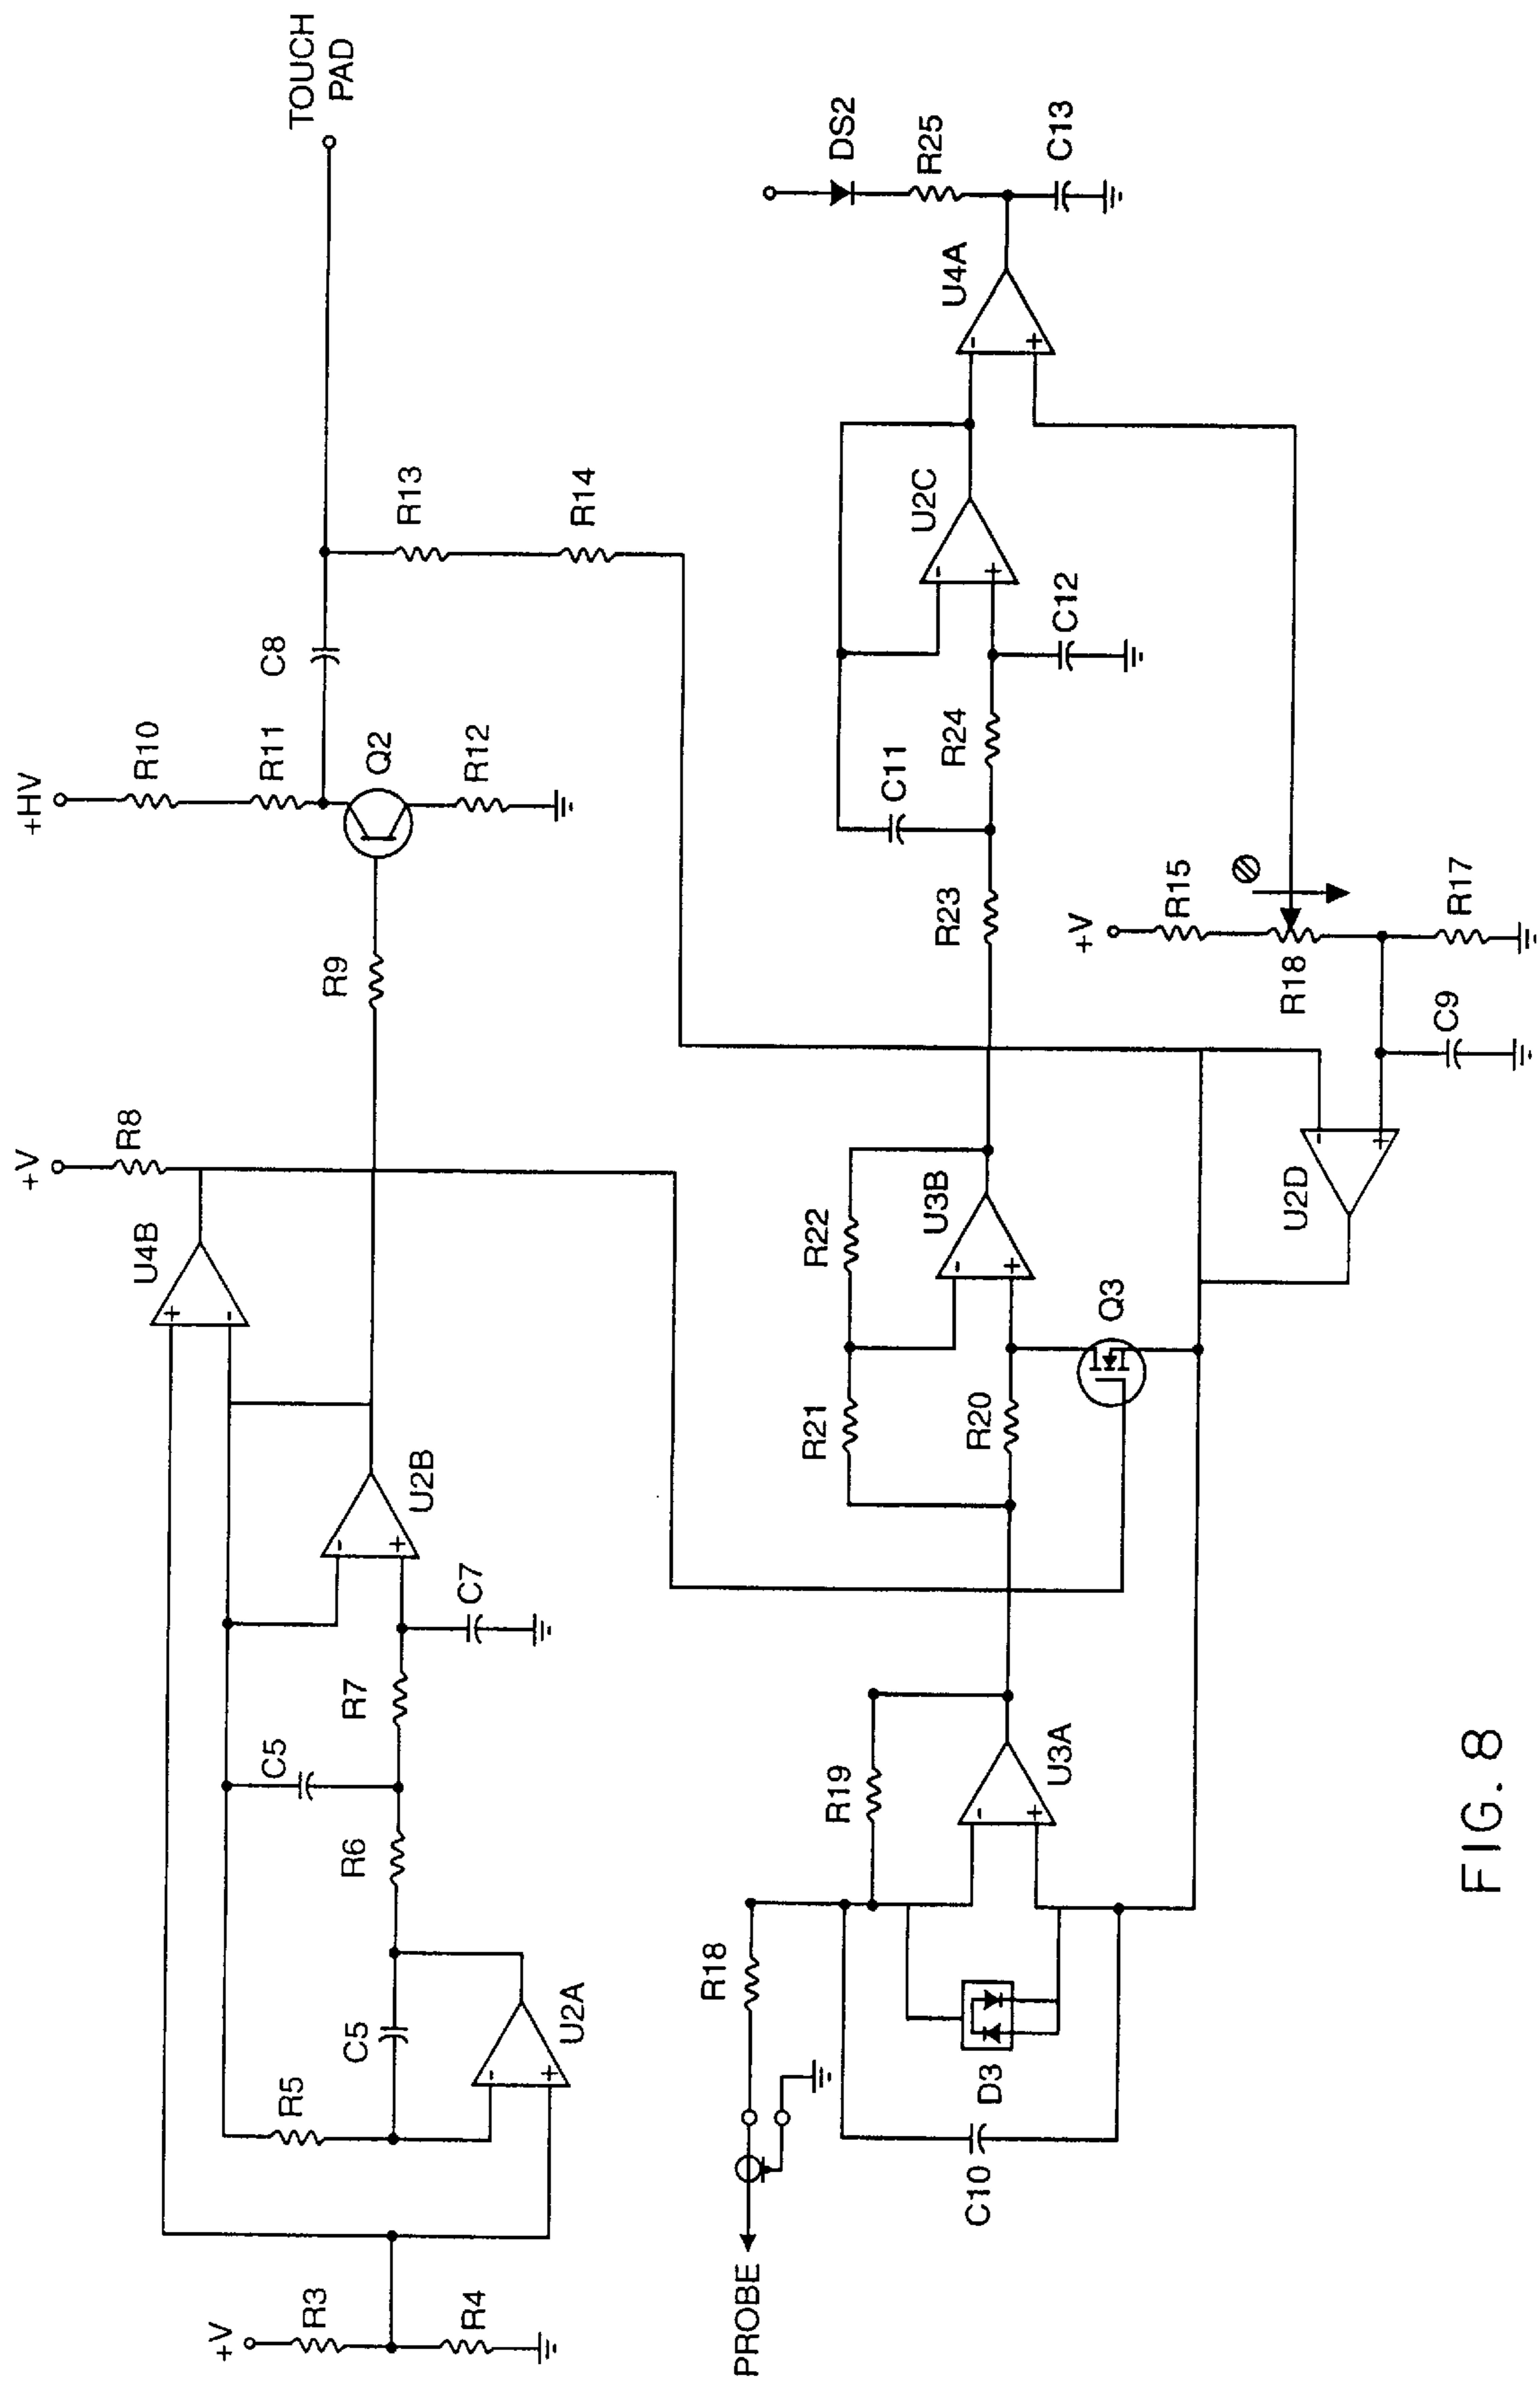 TOUCH
PAD
+HV
R10
R11
C8
Q2
R12
R13
R14
R9
+V
R8
U4B
+
-
U2B
-
+
C7
R7
C5
R6
C5
R5
U2A
-
+
+V
R3
R4
DS2
R25
C13
U4A
-
+
U2C
-
+
C12
R24
C11
R23
+V
R15
R18
R17
C9
U2D
-
+
R22
U3B
-
+
R21
R20
Q3
R19
U3A
-
+
R18
D3
C10
PROBE
FIG. 8